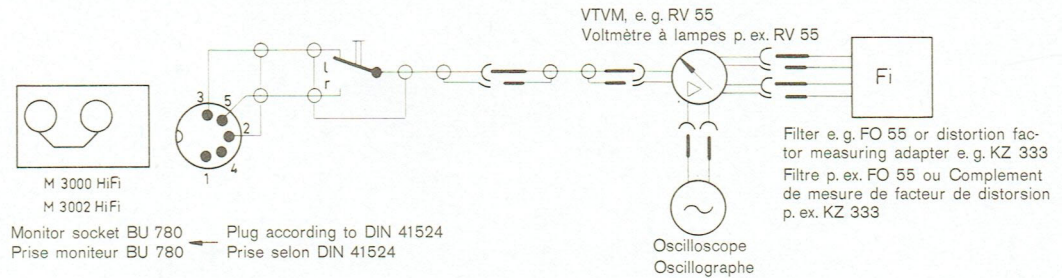 VTVM, e. g. RV 55
Voltmètre à lampes p. ex. RV 55
l
r
3
5
2
4
1
Fi
M 3000 HiFi
M 3002 HiFi
Monitor socket BU 780
Prise moniteur BU 780
Plug according to DIN 41524
Prise selon DIN 41524
Filter e. g. FO 55 or distortion fac-
tor measuring adapter e. g. KZ 333
Filtre p. ex. FO 55 ou Complement
de mesure de facteur de distorsion
p. ex. KZ 333
Oscilloscope
Oscillographe